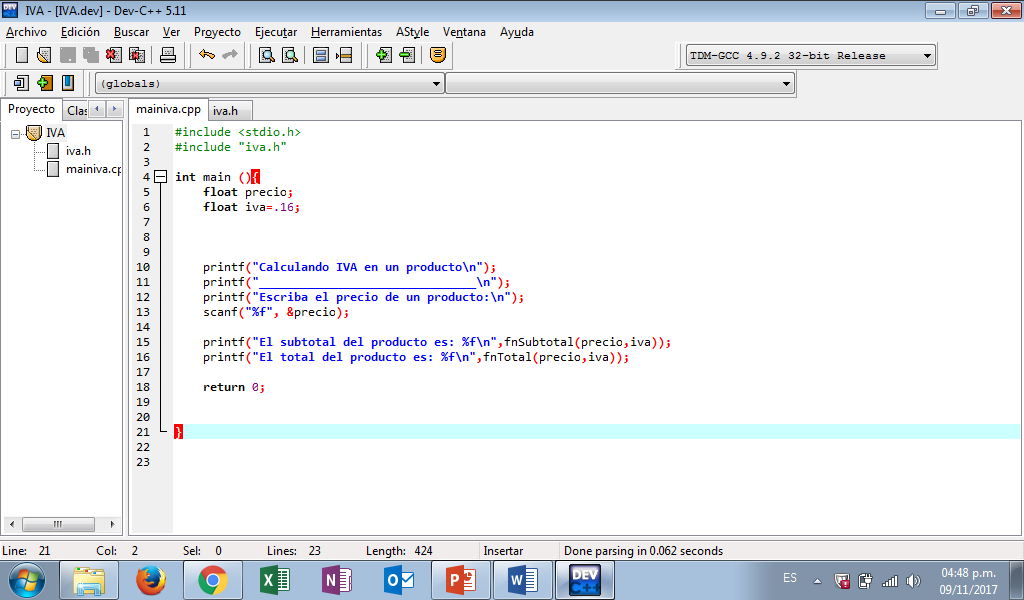 IVA - [IVA.dev] - Dev-C++ 5.11
Archivo Edición Buscar Ver Proyecto Ejecutar Herramientas AStyle Ventana Ayuda
TDM-GCC 4.9.2 32-bit Release
(globals)
Proyecto Clas
mainiva.cpp iva.h
IVA
iva.h
mainiva.cp
1 #include <stdio.h>
2 #include "iva.h"
3
4 int main (){
5 float precio;
6 float iva=.16;
7
8
9
10 printf("Calculando IVA en un producto\n");
11 printf("_______________________________\n");
12 printf("Escriba el precio de un producto:\n");
13 scanf("%f", &precio);
14
15 printf("El subtotal del producto es: %f\n",fnSubtotal(precio,iva));
16 printf("El total del producto es: %f\n",fnTotal(precio,iva));
17
18 return 0;
19
20
21 }
22
23
Line: 21 Col: 2 Sel: 0 Lines: 23 Length: 424 Insertar Done parsing in 0.062 seconds
ES
04:48 p.m.
09/11/2017